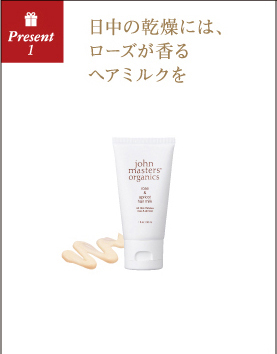 Present
1
日中の乾燥には、
ローズが香る
ヘアミルクを
john
masters®
organics
rose
&
apricot
hair milk